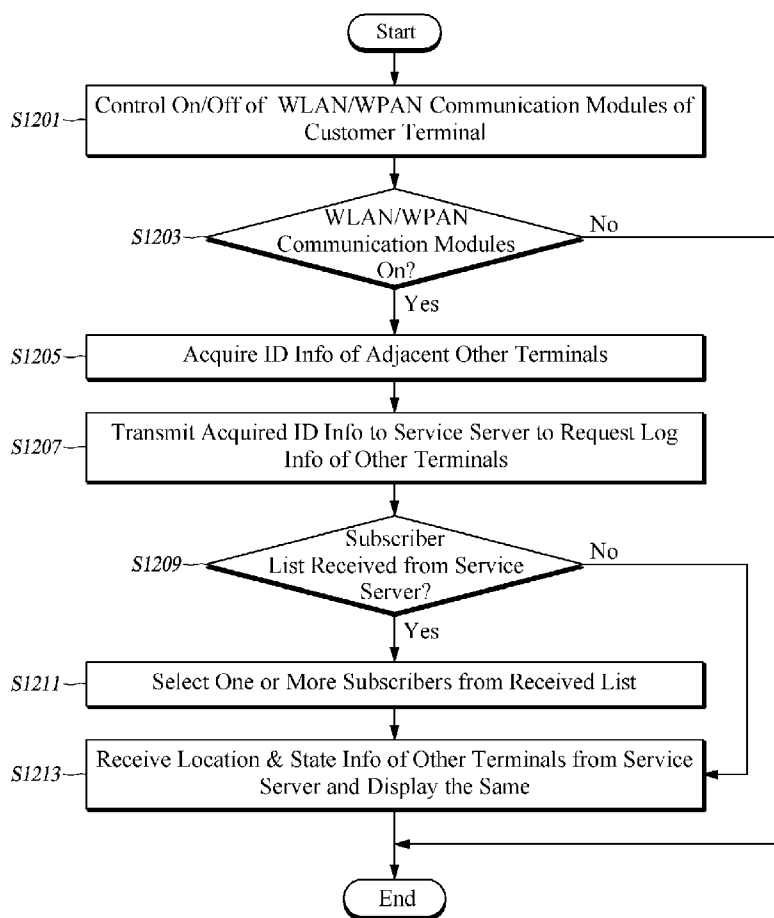 Start
S1201
Control On/Off of WLAN/WPAN Communication Modules of
Customer Terminal
S1203
WLAN/WPAN
Communication Modules
On?
No
Yes
S1205
Acquire ID Info of Adjacent Other Terminals
S1207
Transmit Acquired ID Info to Service Server to Request Log
Info of Other Terminals
S1209
Subscriber
List Received from Service
Server?
No
Yes
S1211
Select One or More Subscribers from Received List
S1213
Receive Location & State Info of Other Terminals from Service
Server and Display the Same
End